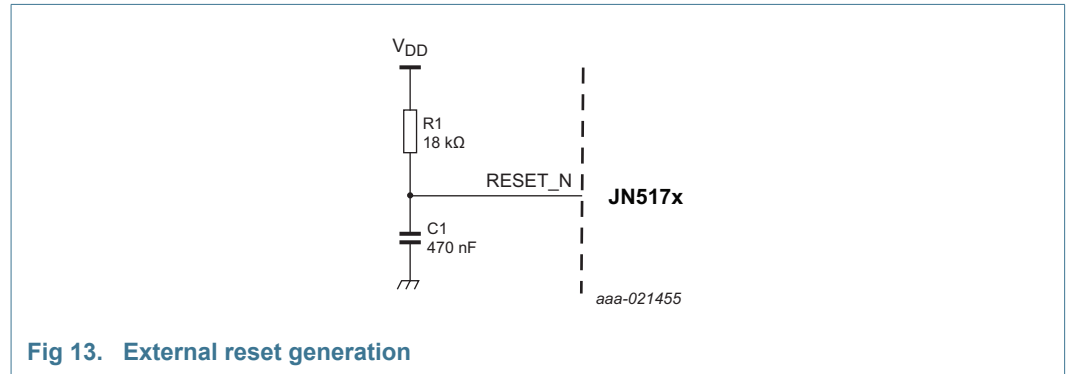 VDD
R1
18 kΩ
RESET_N
JN517x
C1
470 nF
aaa-021455
Fig 13. External reset generation